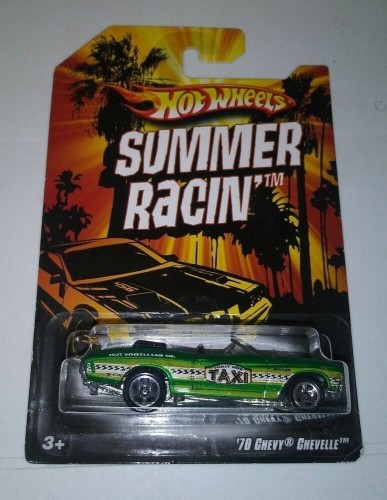 Hot Wheels
SUMMER
RACIN'™
HOT WHEELS CAB CO.
TAXI
3+
'70 CHEVY® CHEVELLE™